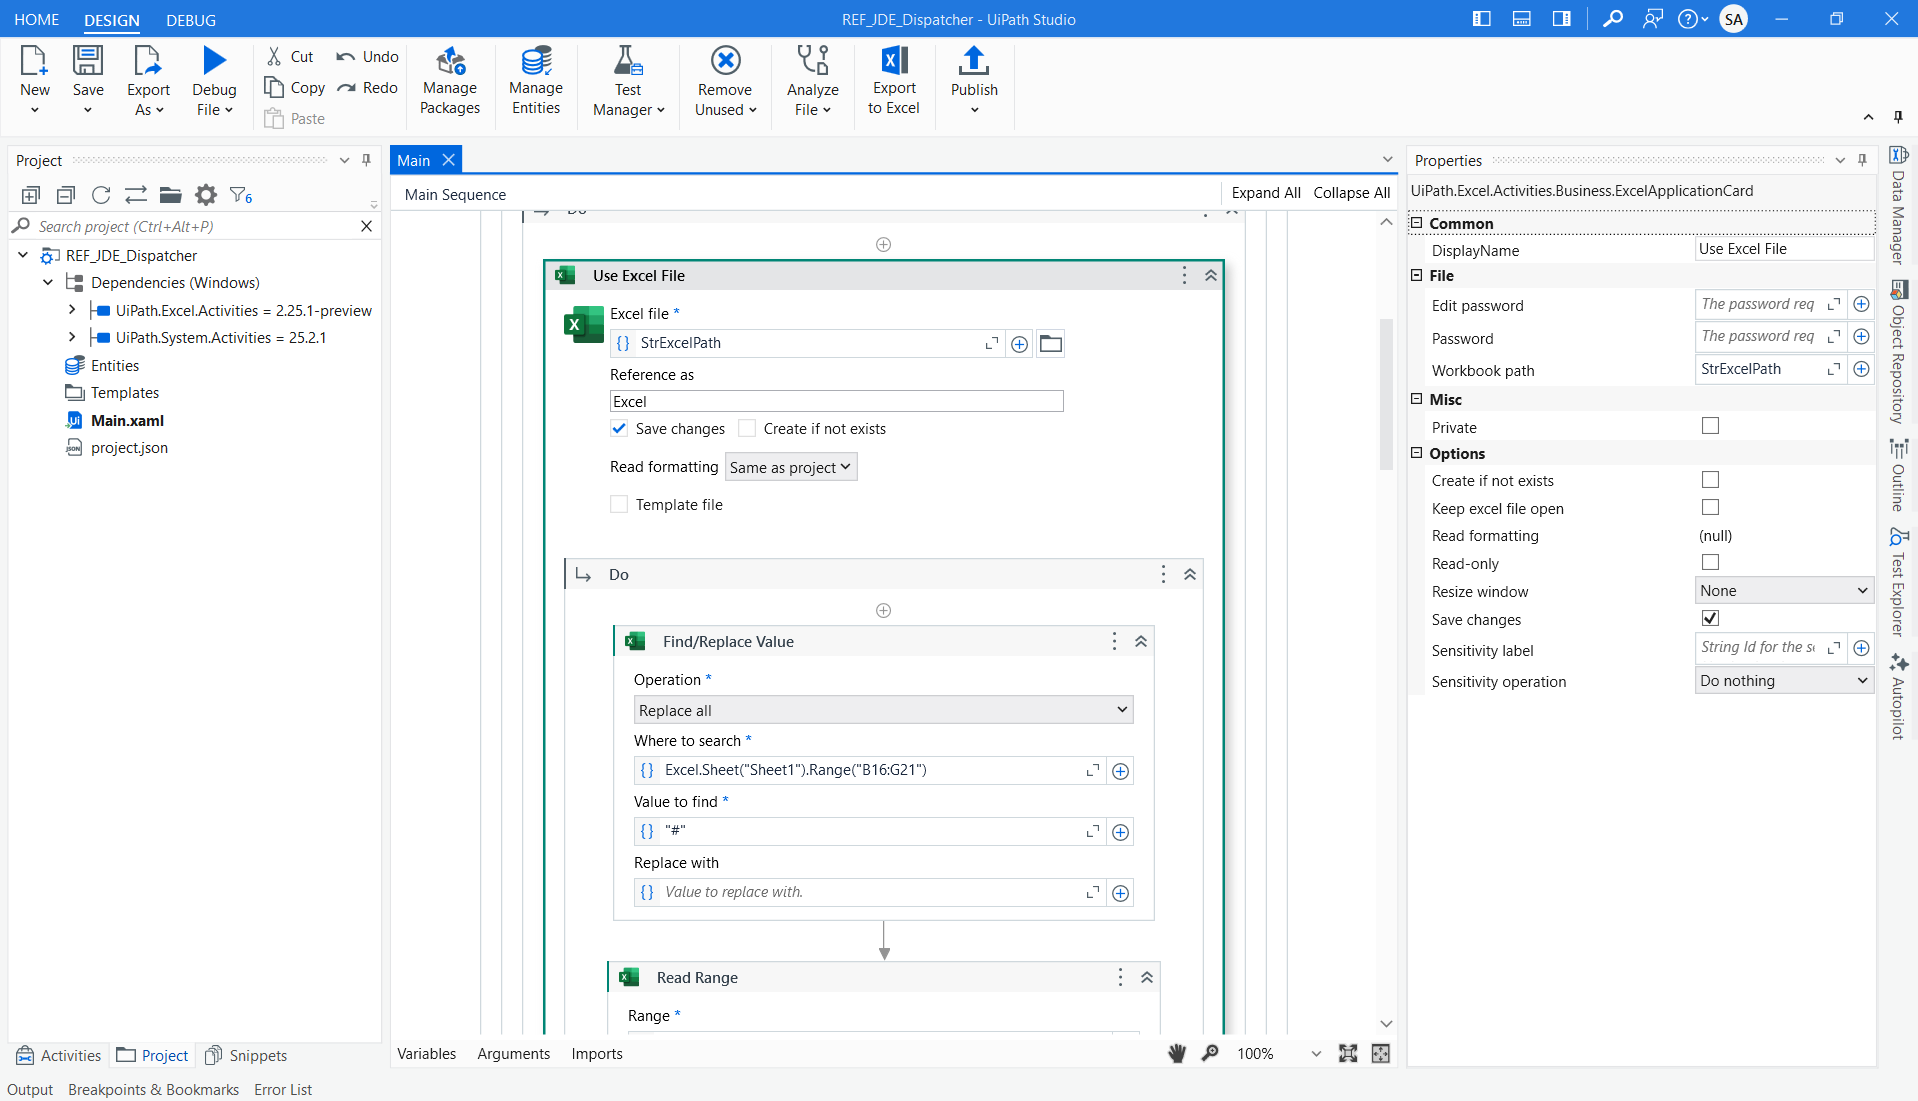 HOME DESIGN DEBUG
REF_JDE_Dispatcher - UiPath Studio
SA
New
Save
Export As
Debug File
Cut
Copy
Paste
Undo
Redo
Manage Packages
Manage Entities
Test Manager
Remove Unused
Analyze File
Export to Excel
Publish
Project
6
Search project (Ctrl+Alt+P)
REF_JDE_Dispatcher
Dependencies (Windows)
UiPath.Excel.Activities = 2.25.1-preview
UiPath.System.Activities = 25.2.1
Entities
Templates
Main.xaml
project.json
Activities Project Snippets
Main
Main Sequence
Expand All Collapse All
Do
Use Excel File
Excel file *
StrExcelPath
Reference as
Excel
Save changes Create if not exists
Read formatting Same as project
Template file
Do
Find/Replace Value
Operation *
Replace all
Where to search *
{} Excel.Sheet("Sheet1").Range("B16:G21")
Value to find *
{} "#"
Replace with
{} Value to replace with.
Read Range
Range *
Variables Arguments Imports
100%
Properties
UiPath.Excel.Activities.Business.ExcelApplicationCard
Common
DisplayName Use Excel File
File
Edit password The password req
Password The password req
Workbook path StrExcelPath
Misc
Private
Options
Create if not exists
Keep excel file open
Read formatting (null)
Read-only
Resize window None
Save changes
Sensitivity label String Id for the se
Sensitivity operation Do nothing
Data Manager
Object Repository
Outline
Test Explorer
Autopilot
Output Breakpoints & Bookmarks Error List